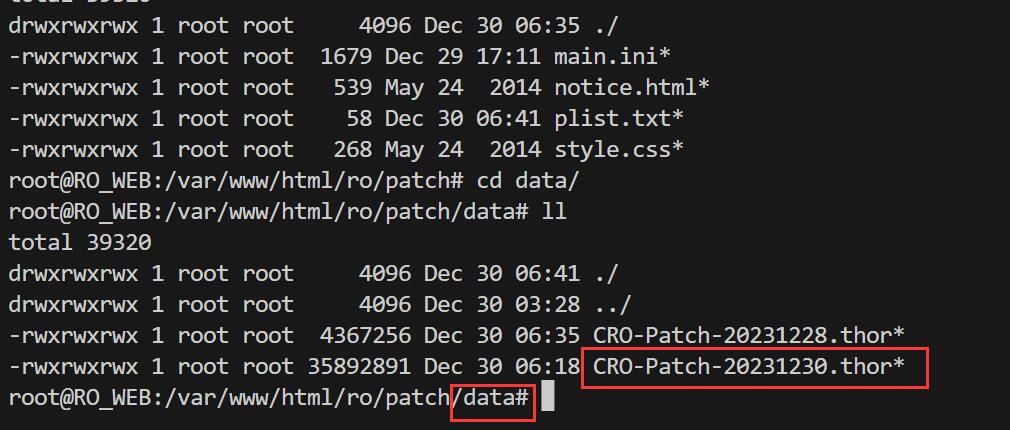 total 39320
drwxrwxrwx 1 root root     4096 Dec 30 06:35 ./
-rwxrwxrwx 1 root root  1679 Dec 29 17:11 main.ini*
-rwxrwxrwx 1 root root   539 May 24  2014 notice.html*
-rwxrwxrwx 1 root root    58 Dec 30 06:41 plist.txt*
-rwxrwxrwx 1 root root   268 May 24  2014 style.css*
root@RO_WEB:/var/www/html/ro/patch# cd data/
root@RO_WEB:/var/www/html/ro/patch/data# ll
total 39320
drwxrwxrwx 1 root root     4096 Dec 30 06:41 ./
drwxrwxrwx 1 root root     4096 Dec 30 03:28 ../
-rwxrwxrwx 1 root root  4367256 Dec 30 06:35 CRO-Patch-20231228.thor*
-rwxrwxrwx 1 root root 35892891 Dec 30 06:18 CRO-Patch-20231230.thor*
root@RO_WEB:/var/www/html/ro/patch/data#